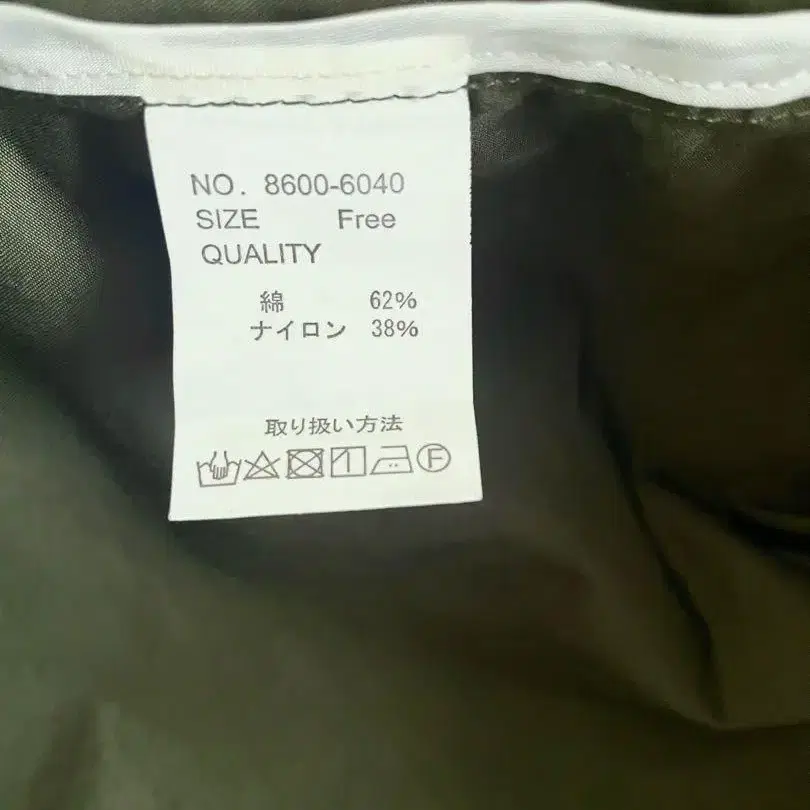 NO. 8600-6040
SIZE Free
QUALITY
綿 62%
ナイロン 38%
取り扱い方法
F